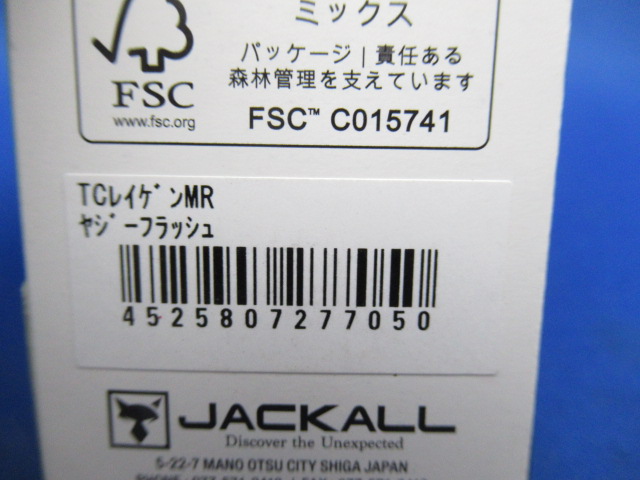 ミックス
FSC
www.fsc.org
パッケージ | 責任ある
森林管理を支えています
FSC™ C015741
TCﾚｲｹﾞﾝMR
ﾔｼﾞｰﾌﾗｯｼｭ
4525807277050
JACKALL
Discover the Unexpected
5-22-7 MANO OTSU CITY SHIGA JAPAN